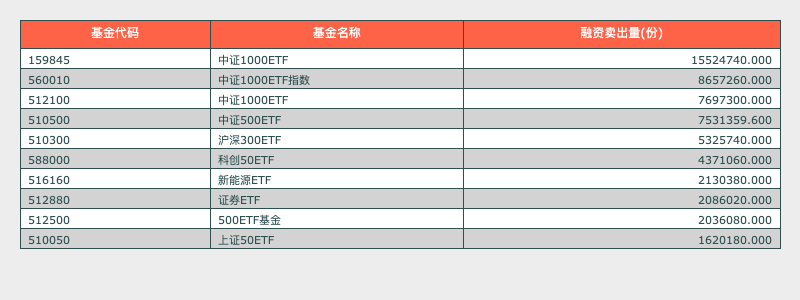 基金代码 基金名称 融资卖出量(份)
159845 中证1000ETF 15524740.000
560010 中证1000ETF指数 8657260.000
512100 中证1000ETF 7697300.000
510500 中证500ETF 7531359.600
510300 沪深300ETF 5325740.000
588000 科创50ETF 4371060.000
516160 新能源ETF 2130380.000
512880 证券ETF 2086020.000
512500 500ETF基金 2036080.000
510050 上证50ETF 1620180.000